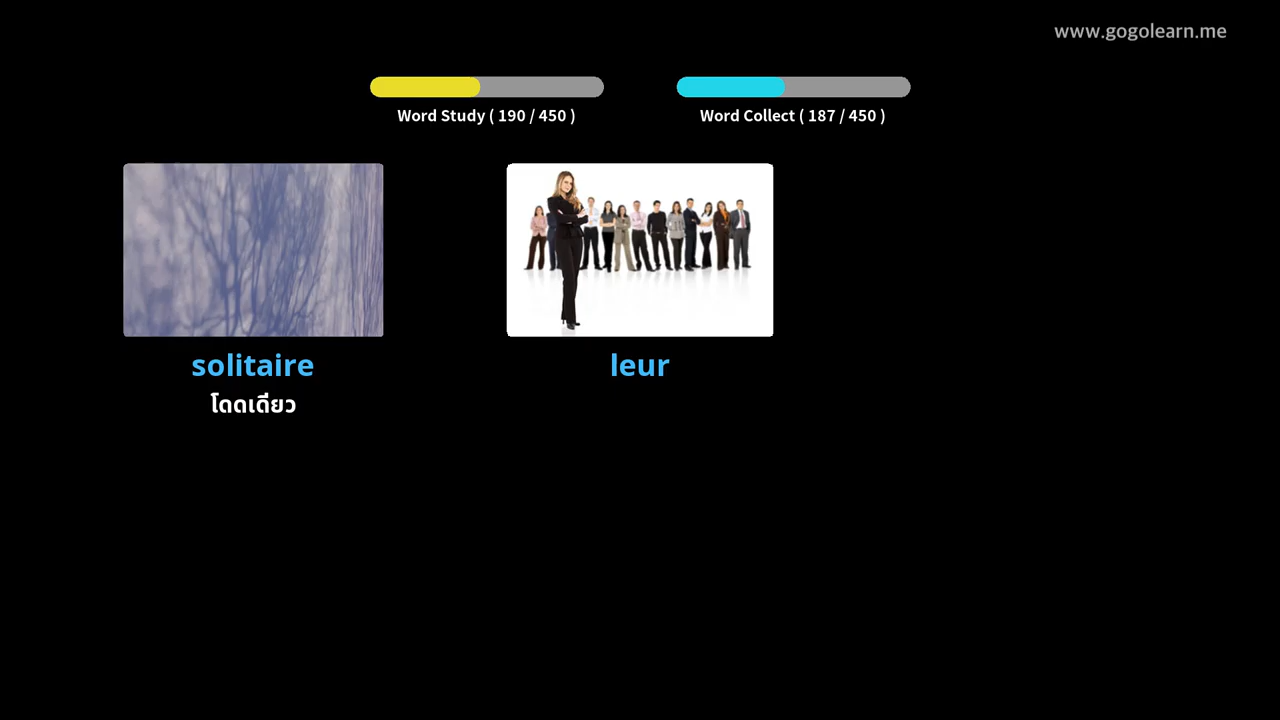 www.gogolearn.me
Word Study ( 190 / 450 )
Word Collect ( 187 / 450 )
solitaire
โดดเดียว
leur